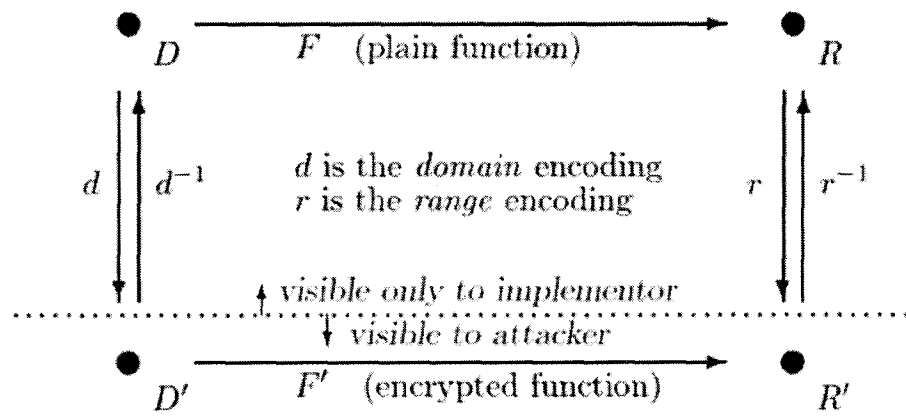 D F (plain function) R
d d⁻¹ d is the domain encoding r r⁻¹
r is the range encoding
visible only to implementor
visible to attacker
D′ F′ (encrypted function) R′